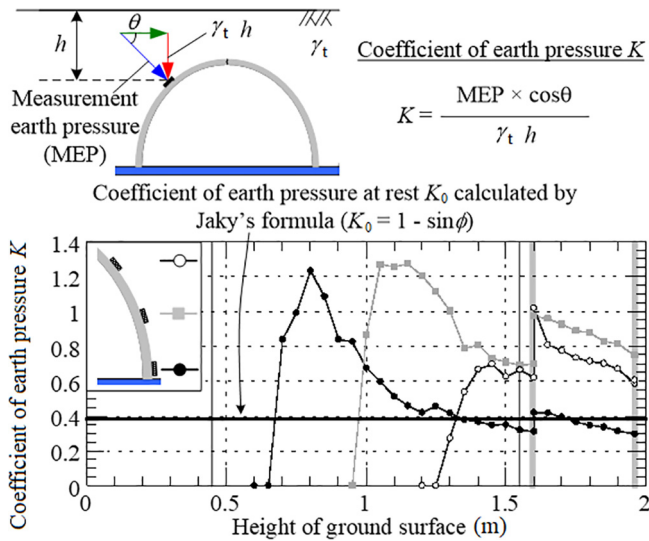 h
θ
γt h
γt
Measurement
earth pressure
(MEP)
Coefficient of earth pressure K
K = MEP × cosθ / γt h
Coefficient of earth pressure at rest K0 calculated by
Jaky's formula (K0 = 1 - sinϕ)
Coefficient of earth pressure K
1.4
1.2
1
0.8
0.6
0.4
0.2
0
0 0.5 1 1.5 2
Height of ground surface (m)